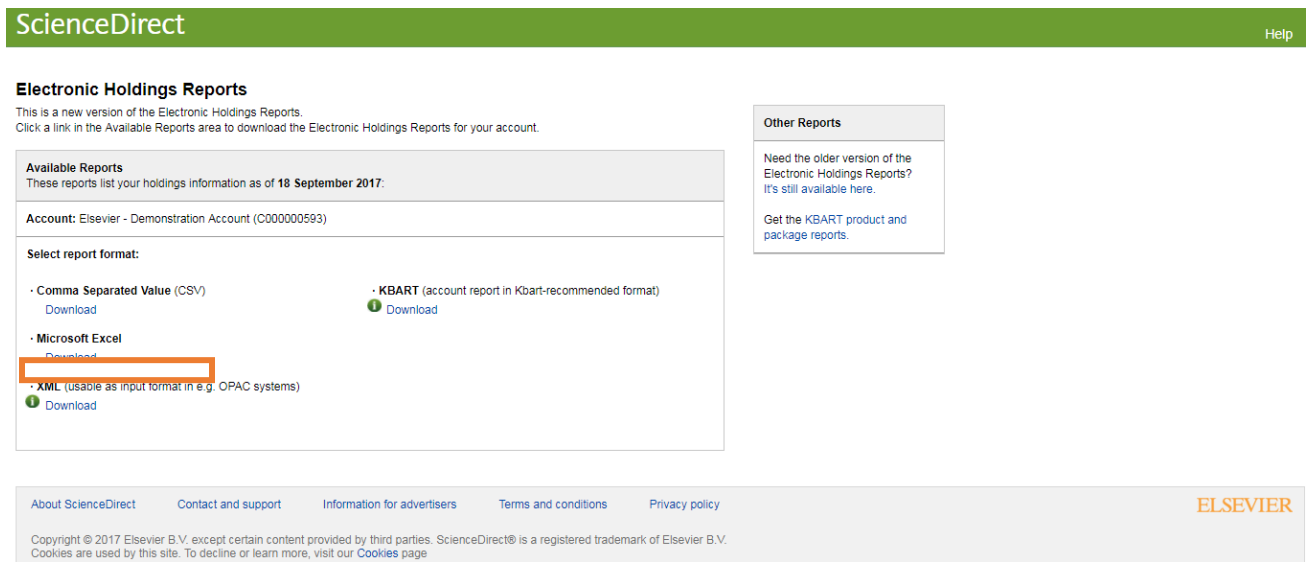 ScienceDirect
Help
Electronic Holdings Reports
This is a new version of the Electronic Holdings Reports.
Click a link in the Available Reports area to download the Electronic Holdings Reports for your account.
Available Reports
These reports list your holdings information as of 18 September 2017:
Account: Elsevier - Demonstration Account (C000000593)
Select report format:
· Comma Separated Value (CSV)
Download
· KBART (account report in Kbart-recommended format)
Download
· Microsoft Excel
Download
· XML (usable as input format in e.g. OPAC systems)
Download
Other Reports
Need the older version of the
Electronic Holdings Reports?
It's still available here.
Get the KBART product and
package reports.
About ScienceDirect
Contact and support
Information for advertisers
Terms and conditions
Privacy policy
ELSEVIER
Copyright © 2017 Elsevier B.V. except certain content provided by third parties. ScienceDirect® is a registered trademark of Elsevier B.V.
Cookies are used by this site. To decline or learn more, visit our Cookies page